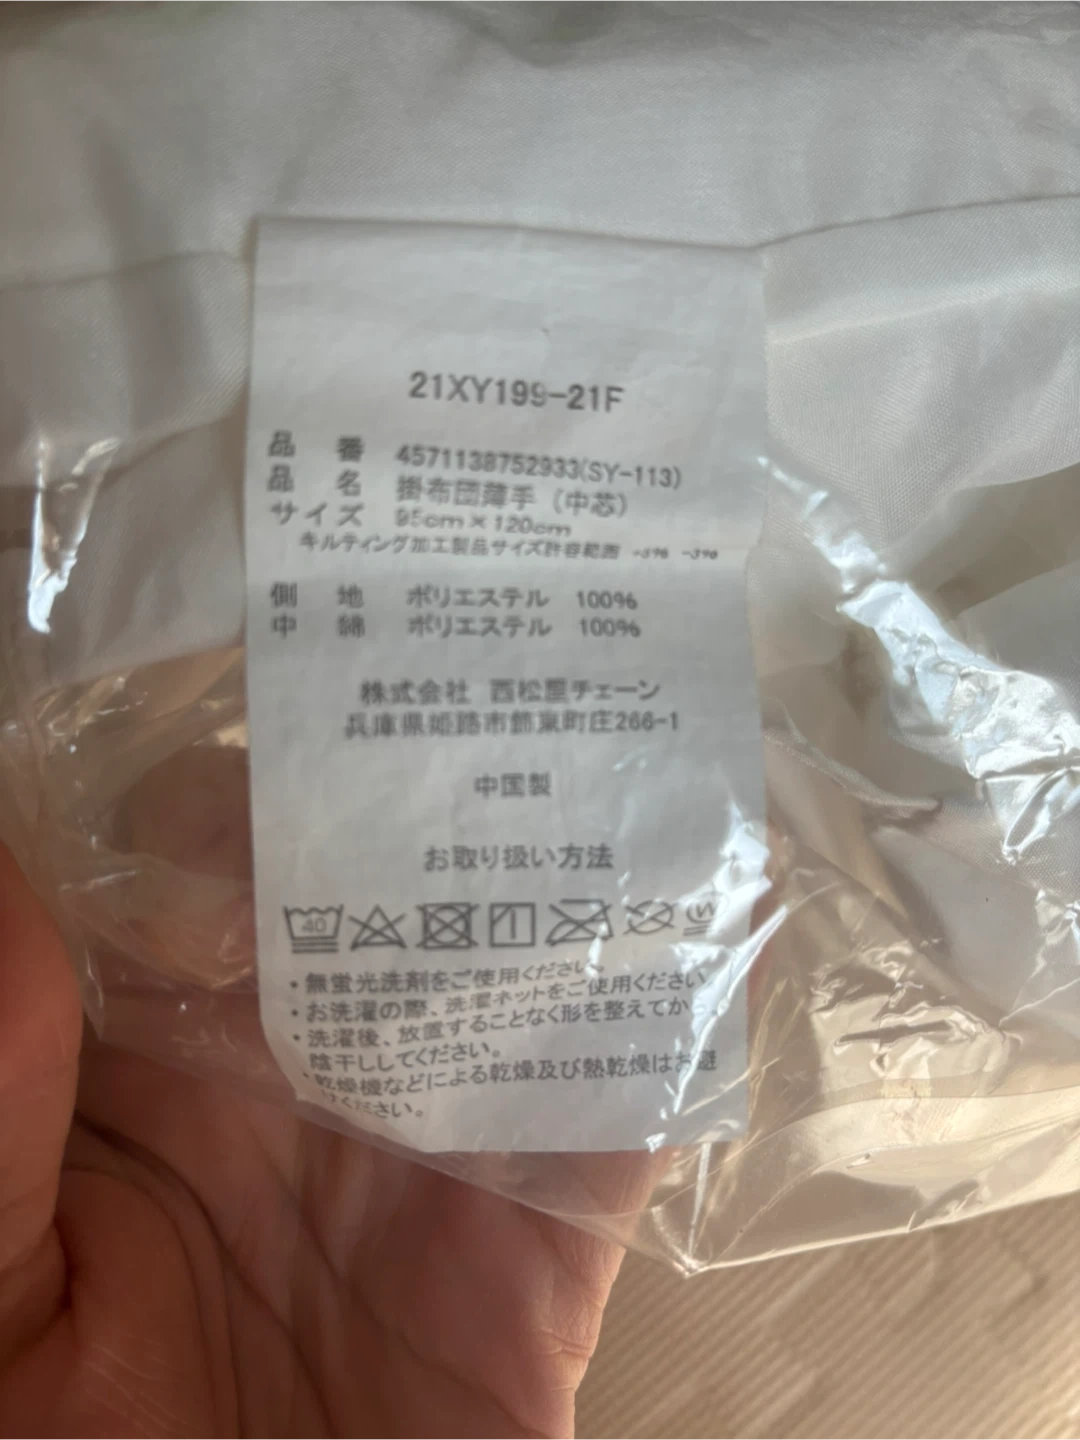 21XY199-21F
品 番 4571138752933(SY-113)
品 名 掛布団薄手（中芯）
サイズ 95cm×120cm
キルティング加工製品サイズ許容範囲 -3%
側 地 ポリエステル 100%
中 綿 ポリエステル 100%
株式会社 西松屋チェーン
兵庫県姫路市飾東町庄266-1
中国製
お取り扱い方法
40
W
・無蛍光洗剤をご使用ください。
・お洗濯の際、洗濯ネットをご使用ください。
・洗濯後、放置することなく形を整えてから
陰干ししてください。
・乾燥機などによる乾燥及び熱乾燥はお避
けください。